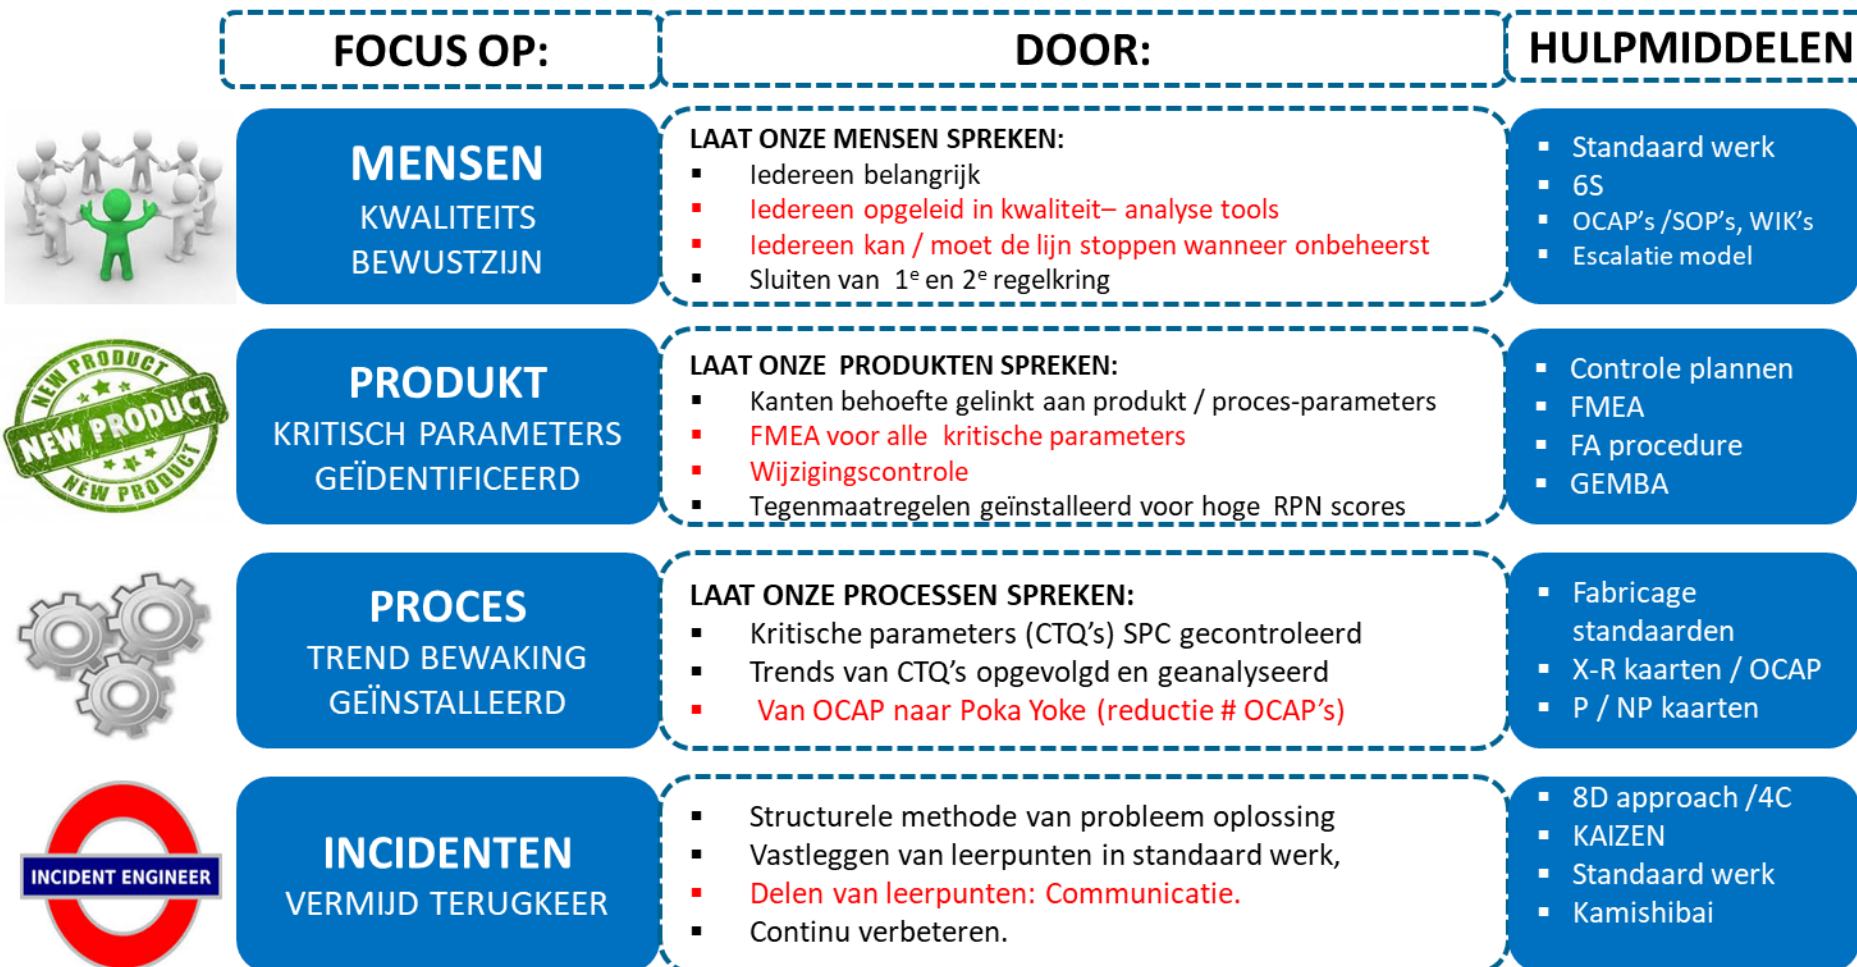 FOCUS OP:
DOOR:
HULPMIDDELEN
MENSEN
KWALITEITS
BEWUSTZIJN
LAAT ONZE MENSEN SPREKEN:
▪ Iedereen belangrijk
▪ Iedereen opgeleid in kwaliteit– analyse tools
▪ Iedereen kan / moet de lijn stoppen wanneer onbeheerst
▪ Sluiten van 1e en 2e regelkring
▪ Standaard werk
▪ 6S
▪ OCAP's /SOP's, WIK's
▪ Escalatie model
NEW PRODUCT
NEW PRODUCT
NEW PRODUCT
PRODUKT
KRITISCH PARAMETERS
GEÏDENTIFICEERD
LAAT ONZE PRODUKTEN SPREKEN:
▪ Kanten behoefte gelinkt aan produkt / proces-parameters
▪ FMEA voor alle kritische parameters
▪ Wijzigingscontrole
▪ Tegenmaatregelen geïnstalleerd voor hoge RPN scores
▪ Controle plannen
▪ FMEA
▪ FA procedure
▪ GEMBA
PROCES
TREND BEWAKING
GEÏNSTALLEERD
LAAT ONZE PROCESSEN SPREKEN:
▪ Kritische parameters (CTQ's) SPC gecontroleerd
▪ Trends van CTQ's opgevolgd en geanalyseerd
▪ Van OCAP naar Poka Yoke (reductie # OCAP's)
▪ Fabricage
standaarden
▪ X-R kaarten / OCAP
▪ P / NP kaarten
INCIDENT ENGINEER
INCIDENTEN
VERMIJD TERUGKEER
▪ Structurele methode van probleem oplossing
▪ Vastleggen van leerpunten in standaard werk,
▪ Delen van leerpunten: Communicatie.
▪ Continu verbeteren.
▪ 8D approach /4C
▪ KAIZEN
▪ Standaard werk
▪ Kamishibai